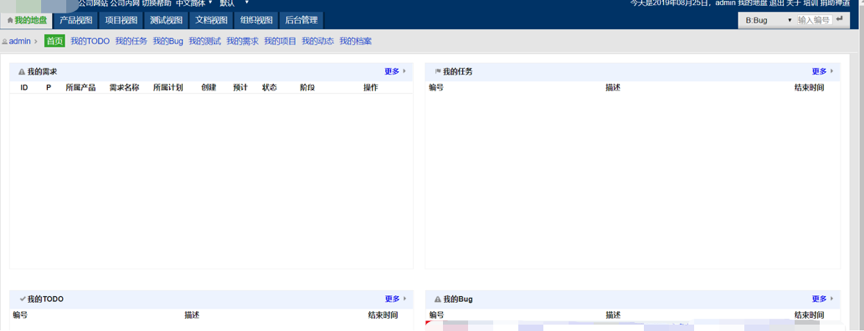 公司网站 公司内网 切换帮助 中文简体 默认 今天是2019年08月25日，admin 我的地盘 退出 关于 培训 捐助禅道
我的地盘 产品视图 项目视图 测试视图 文档视图 组织视图 后台管理 B:Bug 输入编号
admin 首页 我的TODO 我的任务 我的Bug 我的测试 我的需求 我的项目 我的动态 我的档案
我的需求 更多 我的任务 更多
ID P 所属产品 需求名称 所属计划 创建 预计 状态 阶段 操作 编号 描述 结束时间
我的TODO 更多 我的Bug 更多
编号 描述 结束时间 编号 描述 结束时间